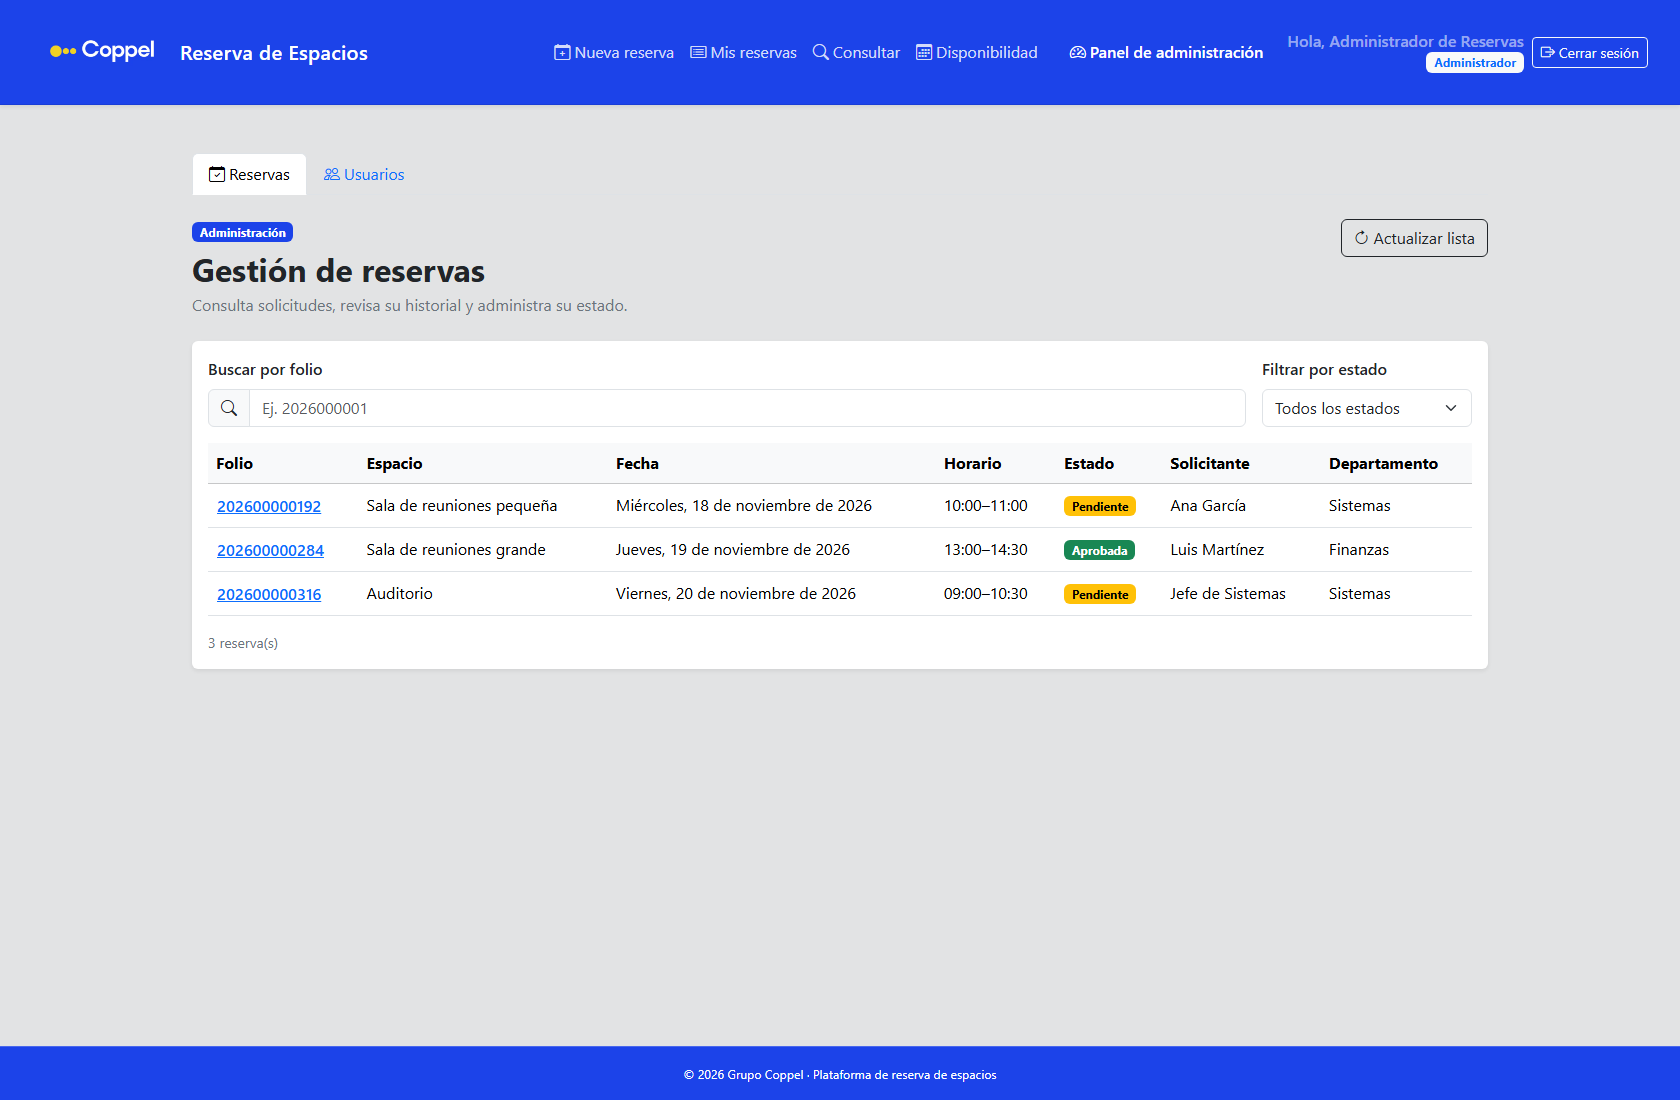 Coppel
Reserva de Espacios
Nueva reserva
Mis reservas
Consultar
Disponibilidad
Panel de administración
Hola, Administrador de Reservas
Administrador
Cerrar sesión
Reservas
Usuarios
Administración
Gestión de reservas
Consulta solicitudes, revisa su historial y administra su estado.
Actualizar lista
Buscar por folio
Ej. 2026000001
Filtrar por estado
Todos los estados
Folio Espacio Fecha Horario Estado Solicitante Departamento
202600000192 Sala de reuniones pequeña Miércoles, 18 de noviembre de 2026 10:00–11:00 Pendiente Ana García Sistemas
202600000284 Sala de reuniones grande Jueves, 19 de noviembre de 2026 13:00–14:30 Aprobada Luis Martínez Finanzas
202600000316 Auditorio Viernes, 20 de noviembre de 2026 09:00–10:30 Pendiente Jefe de Sistemas Sistemas
3 reserva(s)
© 2026 Grupo Coppel · Plataforma de reserva de espacios